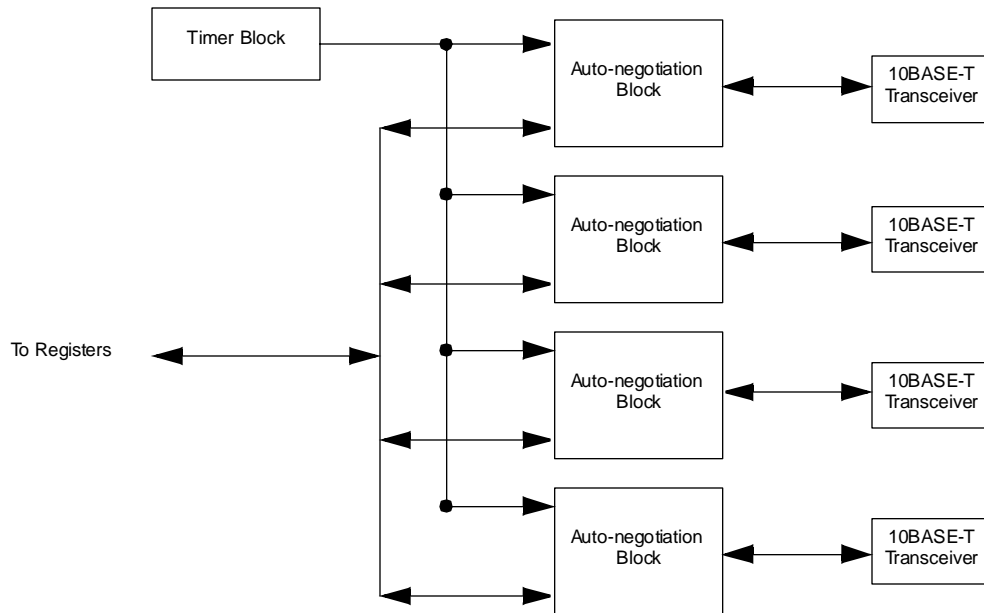 Timer Block
Auto-negotiation
Block
10BASE-T
Transceiver
Auto-negotiation
Block
10BASE-T
Transceiver
To Registers
Auto-negotiation
Block
10BASE-T
Transceiver
Auto-negotiation
Block
10BASE-T
Transceiver